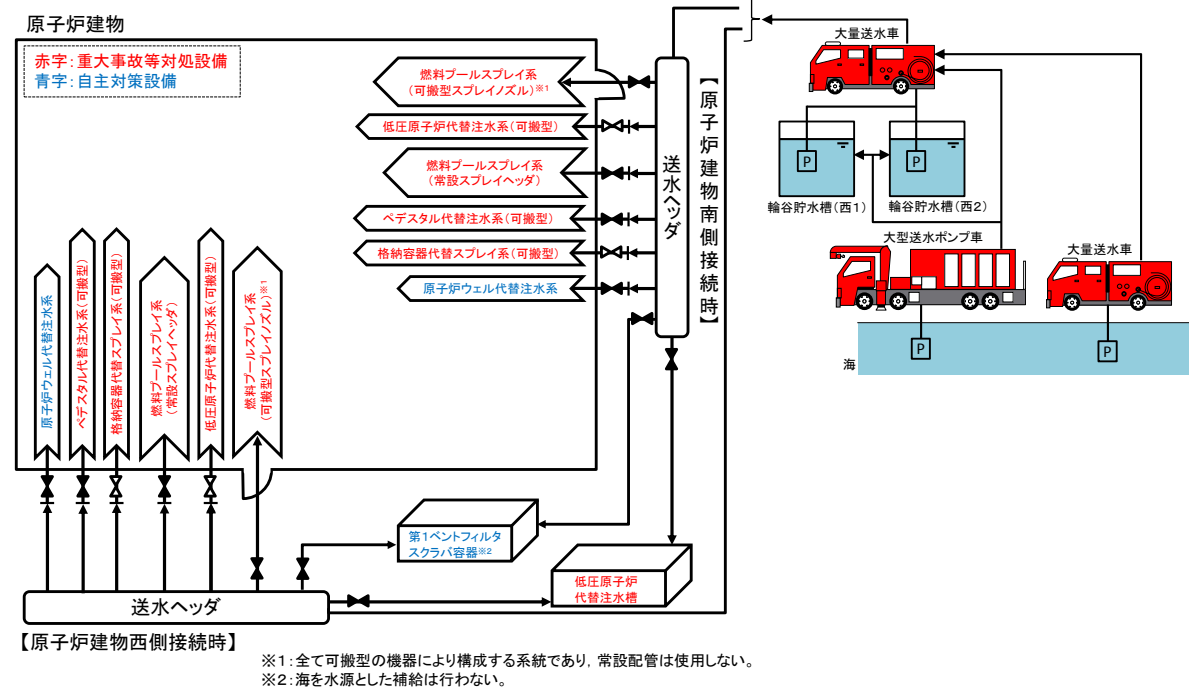 原子炉建物
赤字:重大事故等対処設備
青字:自主対策設備
燃料プールスプレイ系
(可搬型スプレイノズル)※1
低圧原子炉代替注水系(可搬型)
燃料プールスプレイ系
(常設スプレイヘッダ)
ペデスタル代替注水系(可搬型)
格納容器代替スプレイ系(可搬型)
原子炉ウェル代替注水系
送水ヘッダ
【原子炉建物南側接続時】
大量送水車
P
P
輪谷貯水槽(西1)
輪谷貯水槽(西2)
大型送水ポンプ車
大量送水車
P
P
海
原子炉ウェル代替注水系
ペデスタル代替注水系(可搬型)
格納容器代替スプレイ系(可搬型)
燃料プールスプレイ系
(常設スプレイヘッダ)
低圧原子炉代替注水系(可搬型)
燃料プールスプレイ系
(可搬型スプレイノズル)※1
第1ベントフィルタ
スクラバ容器※2
低圧原子炉
代替注水槽
送水ヘッダ
【原子炉建物西側接続時】
※1:全て可搬型の機器により構成する系統であり,常設配管は使用しない。
※2:海を水源とした補給は行わない。